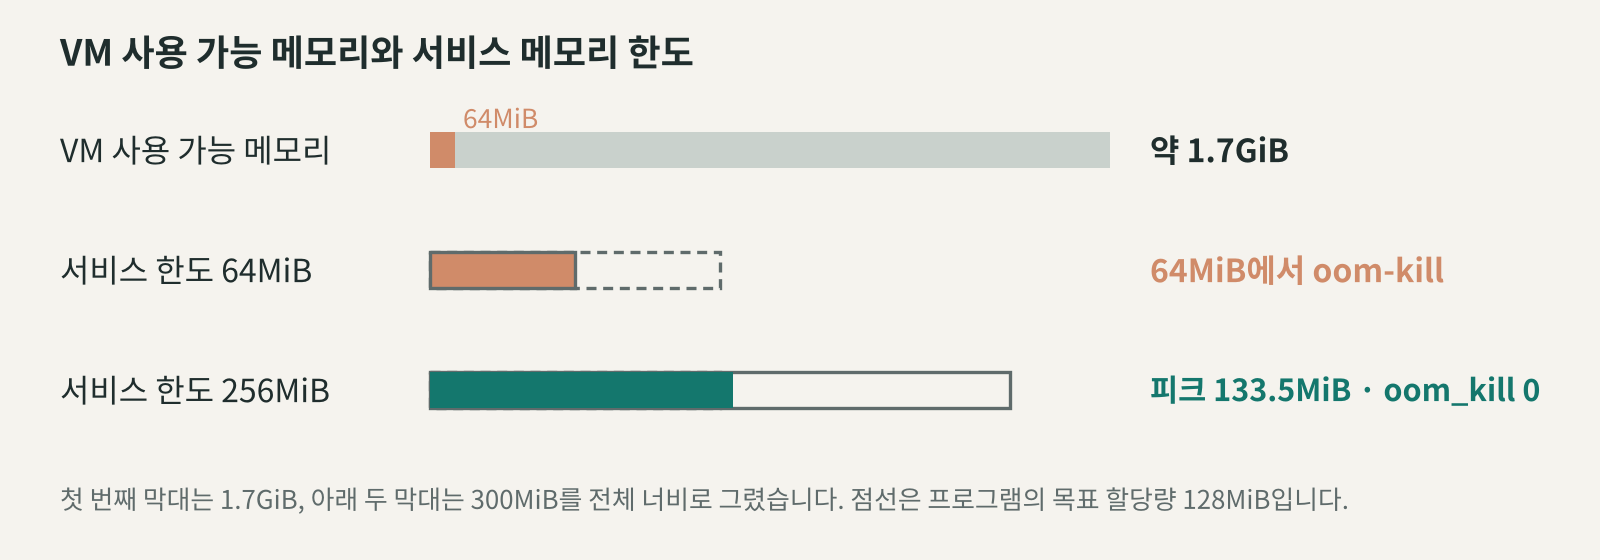 VM 사용 가능 메모리와 서비스 메모리 한도
64MiB
VM 사용 가능 메모리
약 1.7GiB
서비스 한도 64MiB
64MiB에서 oom-kill
서비스 한도 256MiB
피크 133.5MiB · oom_kill 0
첫 번째 막대는 1.7GiB, 아래 두 막대는 300MiB를 전체 너비로 그렸습니다. 점선은 프로그램의 목표 할당량 128MiB입니다.